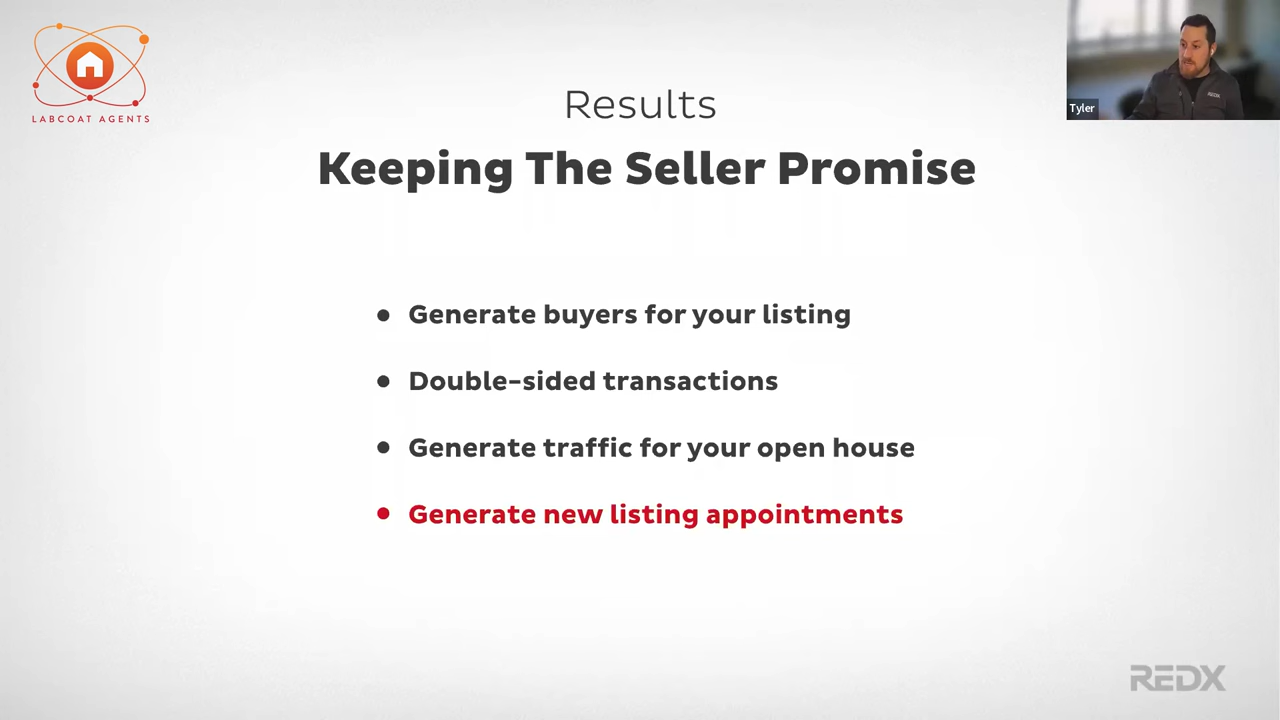 LABCOAT AGENTS
Tyler
REDX
Results
Keeping The Seller Promise
• Generate buyers for your listing
• Double-sided transactions
• Generate traffic for your open house
• Generate new listing appointments
REDX